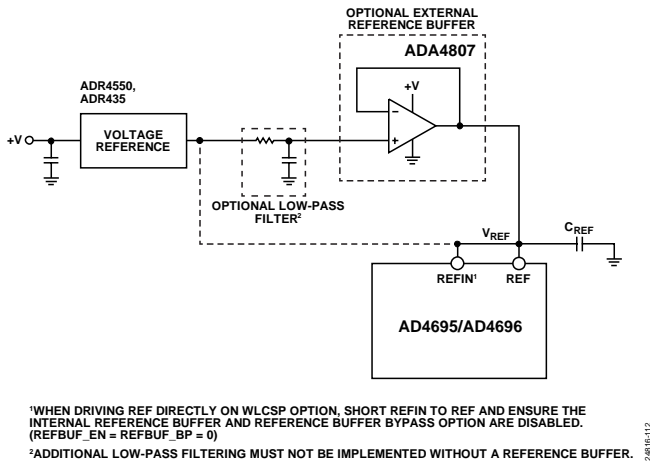 OPTIONAL EXTERNAL
REFERENCE BUFFER
ADA4807
ADR4550,
ADR435
+V
+V
VOLTAGE
REFERENCE
−
+
OPTIONAL LOW-PASS
FILTER²
V_REF
C_REF
REFIN¹
REF
AD4695/AD4696
¹WHEN DRIVING REF DIRECTLY ON WLCSP OPTION, SHORT REFIN TO REF AND ENSURE THE
INTERNAL REFERENCE BUFFER AND REFERENCE BUFFER BYPASS OPTION ARE DISABLED.
(REFBUF_EN = REFBUF_BP = 0)
²ADDITIONAL LOW-PASS FILTERING MUST NOT BE IMPLEMENTED WITHOUT A REFERENCE BUFFER.
24816-112